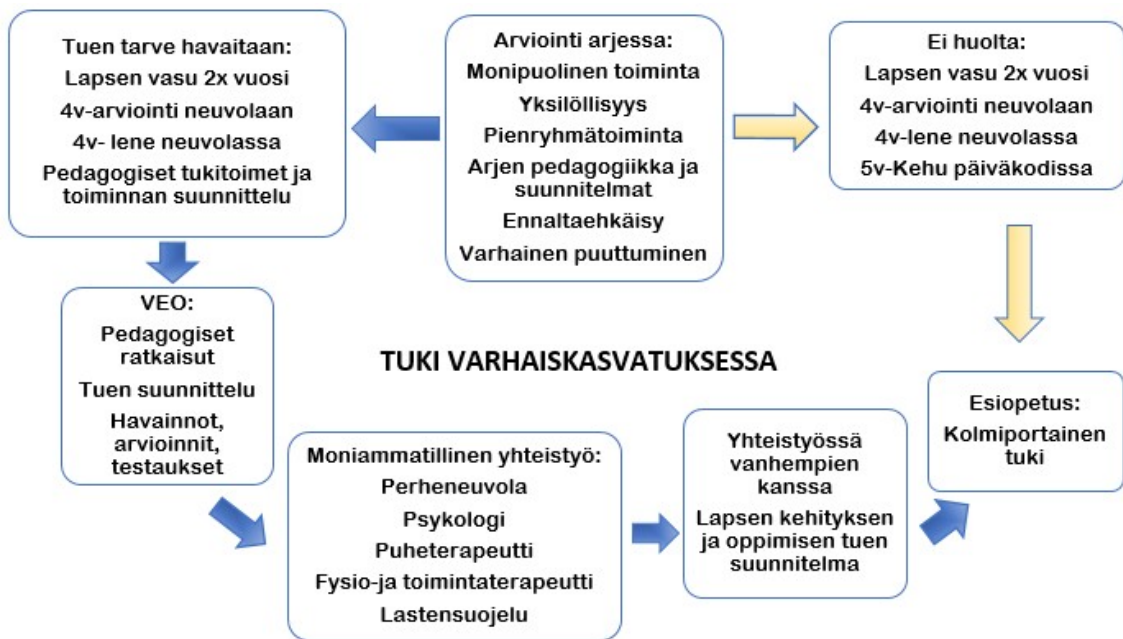 Tuen tarve havaitaan:
Lapsen vasu 2x vuosi
4v-arviointi neuvolaan
4v- lene neuvolassa
Pedagogiset tukitoimet ja
toiminnan suunnittelu
Arviointi arjessa:
Monipuolinen toiminta
Yksilöllisyys
Pienryhmätoiminta
Arjen pedagogiikka ja
suunnitelmat
Ennaltaehkäisy
Varhainen puuttuminen
Ei huolta:
Lapsen vasu 2x vuosi
4v-arviointi neuvolaan
4v-lene neuvolassa
5v-Kehu päiväkodissa
VEO:
Pedagogiset
ratkaisut
Tuen suunnittelu
Havainnot,
arvioinnit,
testaukset
TUKI VARHAISKASVATUKSESSA
Moniammatillinen yhteistyö:
Perheneuvola
Psykologi
Puheterapeutti
Fysio-ja toimintaterapeutti
Lastensuojelu
Yhteistyössä
vanhempien
kanssa
Lapsen kehityksen
ja oppimisen tuen
suunnitelma
Esiopetus:
Kolmiportainen
tuki